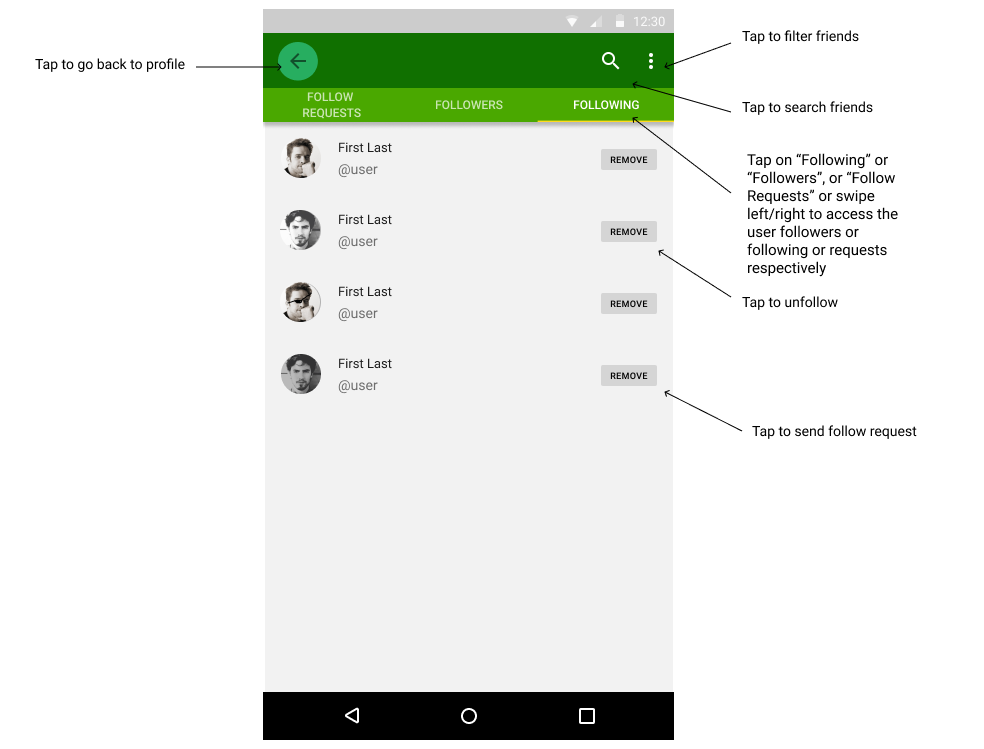 12:30
Tap to filter friends
Tap to go back to profile
Tap to search friends
FOLLOW
REQUESTS
FOLLOWERS
FOLLOWING
First Last
@user
REMOVE
Tap on “Following” or
“Followers”, or “Follow
Requests” or swipe
left/right to access the
user followers or
following or requests
respectively
First Last
@user
REMOVE
Tap to unfollow
First Last
@user
REMOVE
First Last
@user
REMOVE
Tap to send follow request